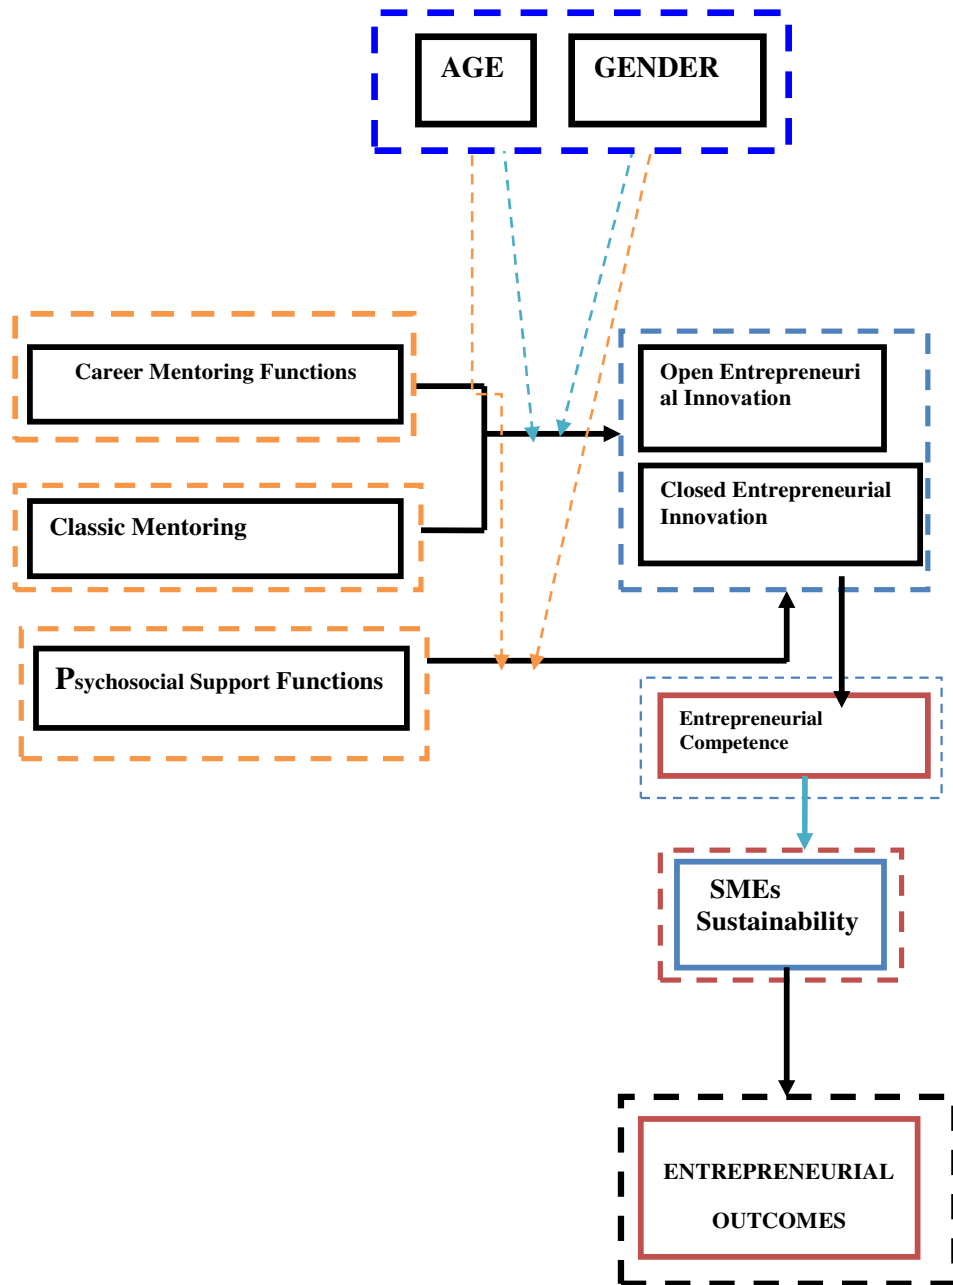 AGE
GENDER
Career Mentoring Functions
Open Entrepreneuri
al Innovation
Classic Mentoring
Closed Entrepreneurial
Innovation
Psychosocial Support Functions
Entrepreneurial
Competence
SMEs
Sustainability
ENTREPRENEURIAL
OUTCOMES